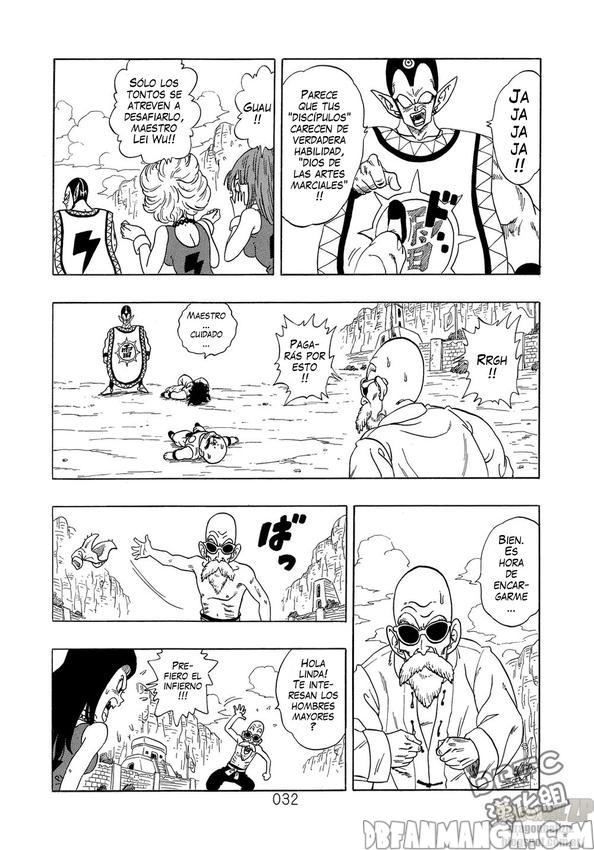 JA
JA
JA
JA!!
PARECE
QUE TUS
"DISCÍPULOS"
CARECEN DE
VERDADERA
HABILIDAD,
"DIOS DE
LAS ARTES
MARCIALES"
!!
GUAU
!!
SÓLO LOS
TONTOS SE
ATREVEN A
DESAFIARLO,
MAESTRO
LEI WU!!
RRGH
!!
PAGA-
RÁS POR
ESTO
!!
MAESTRO
...
CUIDADO
BIEN.
ES
HORA
DE
ENCAR-
GARME
...
ばっ
HOLA
LINDA!
TE INTE-
RESAN LOS
HOMBRES
MAYORES
?
PRE-
FIERO EL
INFIERNO
!!!
032
DBFANMANGA.COM